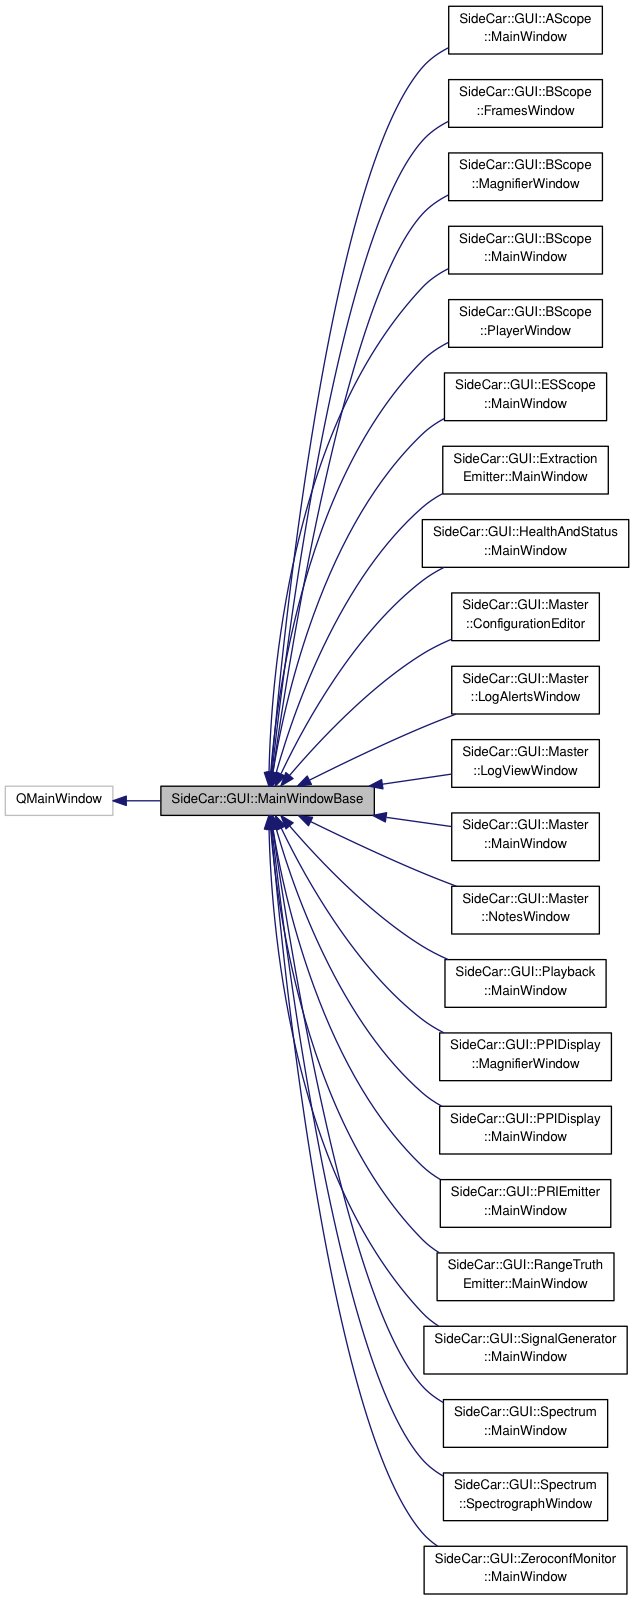 SideCar::GUI::AScope
::MainWindow
SideCar::GUI::BScope
::FramesWindow
SideCar::GUI::BScope
::MagnifierWindow
SideCar::GUI::BScope
::MainWindow
SideCar::GUI::BScope
::PlayerWindow
SideCar::GUI::ESScope
::MainWindow
SideCar::GUI::Extraction
Emitter::MainWindow
SideCar::GUI::HealthAndStatus
::MainWindow
SideCar::GUI::Master
::ConfigurationEditor
SideCar::GUI::Master
::LogAlertsWindow
SideCar::GUI::Master
::LogViewWindow
QMainWindow
SideCar::GUI::MainWindowBase
SideCar::GUI::Master
::MainWindow
SideCar::GUI::Master
::NotesWindow
SideCar::GUI::Playback
::MainWindow
SideCar::GUI::PPIDisplay
::MagnifierWindow
SideCar::GUI::PPIDisplay
::MainWindow
SideCar::GUI::PRIEmitter
::MainWindow
SideCar::GUI::RangeTruth
Emitter::MainWindow
SideCar::GUI::SignalGenerator
::MainWindow
SideCar::GUI::Spectrum
::MainWindow
SideCar::GUI::Spectrum
::SpectrographWindow
SideCar::GUI::ZeroconfMonitor
::MainWindow